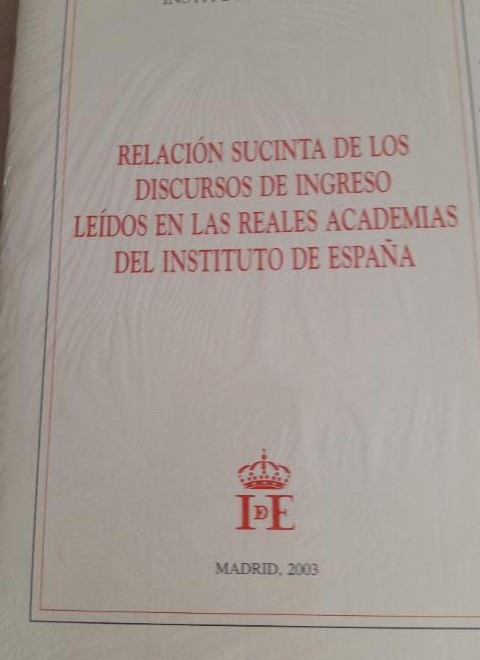 RELACIÓN SUCINTA DE LOS
DISCURSOS DE INGRESO
LEÍDOS EN LAS REALES ACADEMIAS
DEL INSTITUTO DE ESPAÑA
IDE
MADRID, 2003